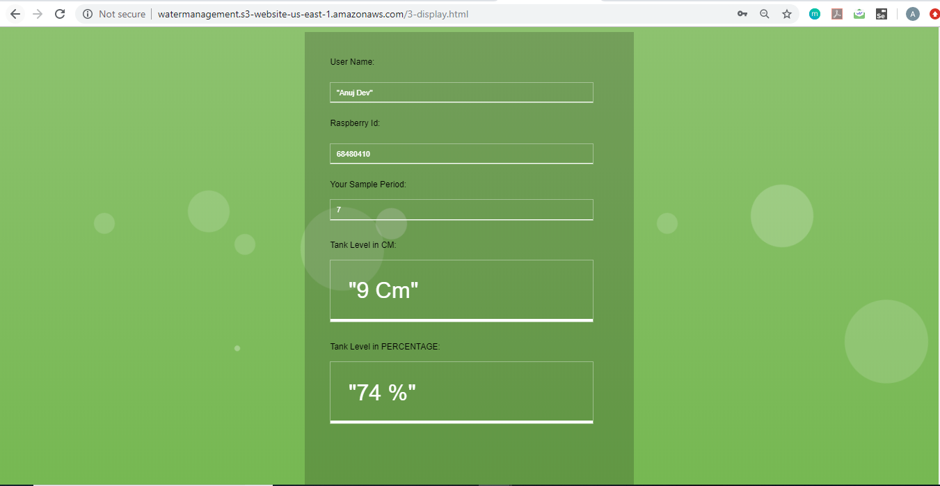 Not secure | watermanagement.s3-website-us-east-1.amazonaws.com/3-display.html
m
Se
A
User Name:
"Anuj Dev"
Raspberry Id:
68480410
Your Sample Period:
7
Tank Level in CM:
"9 Cm"
Tank Level in PERCENTAGE:
"74 %"